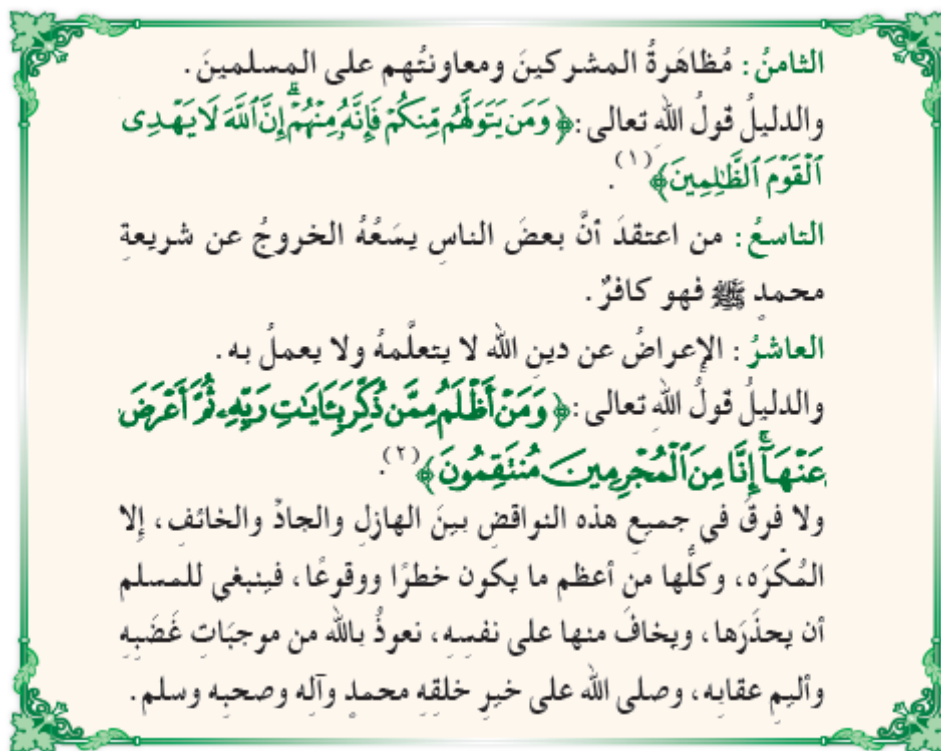 الثامنُ: مُظاهَرةُ المشركينَ ومعاونتُهم على المسلمينَ.
والدليلُ قولُ اللهِ تعالى: ﴿وَمَن يَتَوَلَّهُم مِّنكُمْ فَإِنَّهُۥ مِنْهُمْ ۗ إِنَّ ٱللَّهَ لَا يَهْدِى
ٱلْقَوْمَ ٱلظَّٰلِمِينَ﴾(١).
التاسعُ: من اعتقدَ أنَّ بعضَ الناسِ يسَعُهُ الخروجُ عن شريعةِ
محمدٍ ﷺ فهو كافرٌ.
العاشرُ: الإعراضُ عن دينِ الله لا يتعلَّمهُ ولا يعملُ به.
والدليلُ قولُ اللهِ تعالى: ﴿وَمَنْ أَظْلَمُ مِمَّن ذُكِّرَ بِـَٔايَٰتِ رَبِّهِۦ ثُمَّ أَعْرَضَ
عَنْهَآ ۚ إِنَّا مِنَ ٱلْمُجْرِمِينَ مُنتَقِمُونَ﴾(٢).
ولا فرقَ في جميعِ هذه النواقضِ بينَ الهازلِ والجادِّ والخائفِ، إلا
المُكْرَه، وكلُّها من أعظم ما يكون خطرًا ووقوعًا، فينبغي للمسلم
أن يحذَرَها، ويخافَ منها على نفسِهِ، نعوذُ بالله من موجبَاتِ غَضَبِهِ
وأليمِ عقابِه، وصلى الله على خيرِ خلقِهِ محمدٍ وآلِه وصحبِه وسلم.